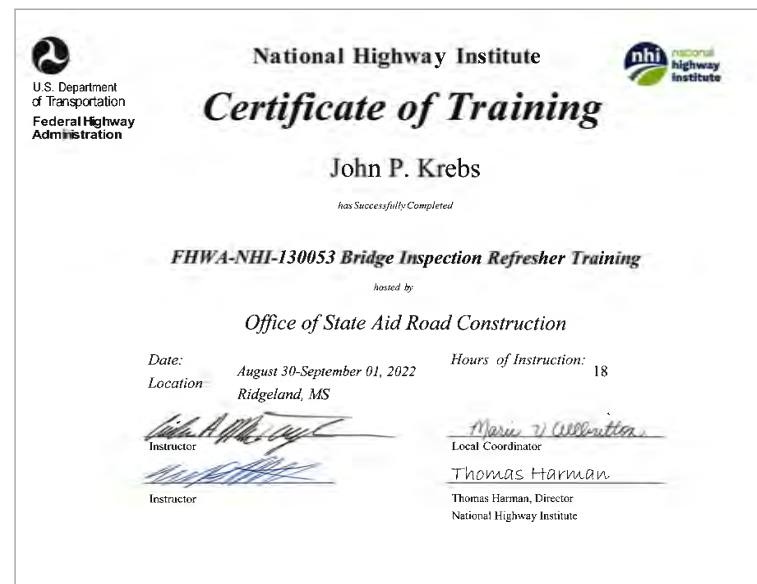 U.S. Department
of Transportation
Federal Highway
Administration
National Highway Institute
nhi national
highway
institute
Certificate of Training
John P. Krebs
has Successfully Completed
FHWA-NHI-130053 Bridge Inspection Refresher Training
hosted by
Office of State Aid Road Construction
Date: August 30-September 01, 2022
Location: Ridgeland, MS
Hours of Instruction: 18
Instructor
Instructor
Marie V Allbritton
Local Coordinator
Thomas Harman
Thomas Harman, Director
National Highway Institute